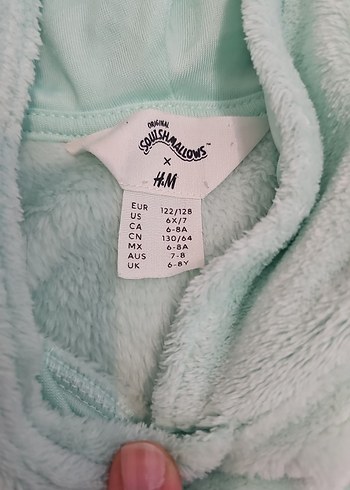 ORIGINAL
SQUISHMALLOWS™
x
H&M
EUR 122/128
US 6X/7
CA 6-8A
CN 130/64
MX 6-8A
AUS 7-8
UK 6-8Y